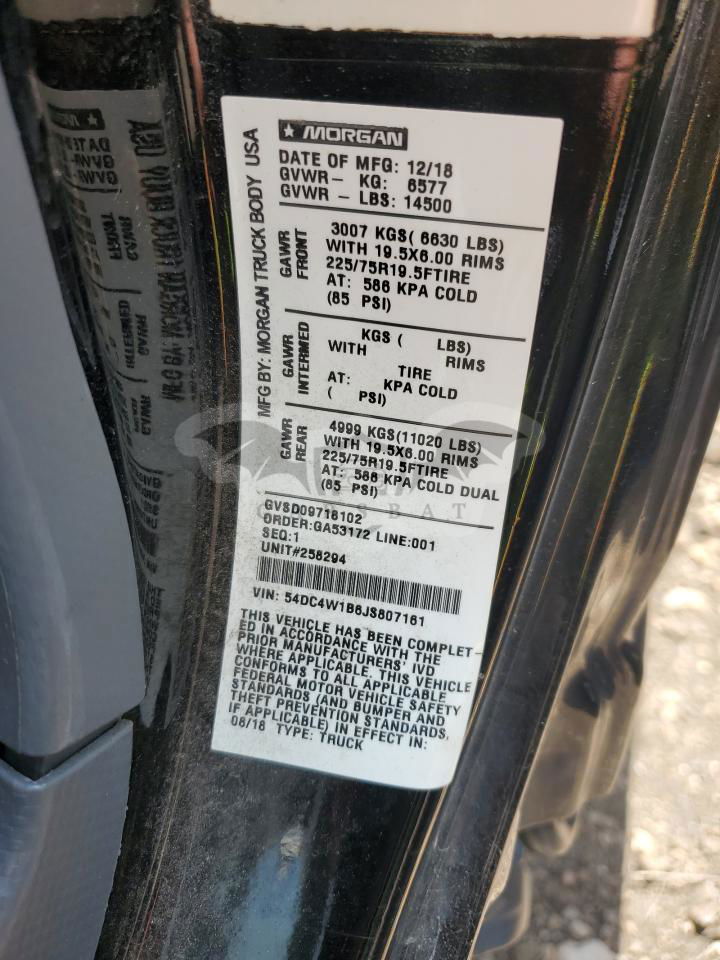 ★ MORGAN
MFG BY: MORGAN TRUCK BODY USA
DATE OF MFG: 12/18
GVWR- KG: 6577
GVWR - LBS: 14500
GAWR FRONT
3007 KGS( 6630 LBS)
WITH 19.5X6.00 RIMS
225/75R19.5FTIRE
AT: 586 KPA COLD
(85 PSI)
GAWR INTERMED
KGS ( LBS)
WITH RIMS
TIRE
AT: KPA COLD
( PSI)
GAWR REAR
4999 KGS(11020 LBS)
WITH 19.5X6.00 RIMS
225/75R19.5FTIRE
AT: 586 KPA COLD DUAL
(85 PSI)
GVSD09716102
ORDER:GA53172 LINE:001
SEQ:1
UNIT#258294
VIN: 54DC4W1B6JS807161
THIS VEHICLE HAS BEEN COMPLET-
ED IN ACCORDANCE WITH THE
PRIOR MANUFACTURERS' IVD
WHERE APPLICABLE. THIS VEHICLE
CONFORMS TO ALL APPLICABLE
FEDERAL MOTOR VEHICLE SAFETY
STANDARDS (AND BUMPER AND
THEFT PREVENTION STANDARDS,
IF APPLICABLE) IN EFFECT IN:
08/18 TYPE: TRUCK